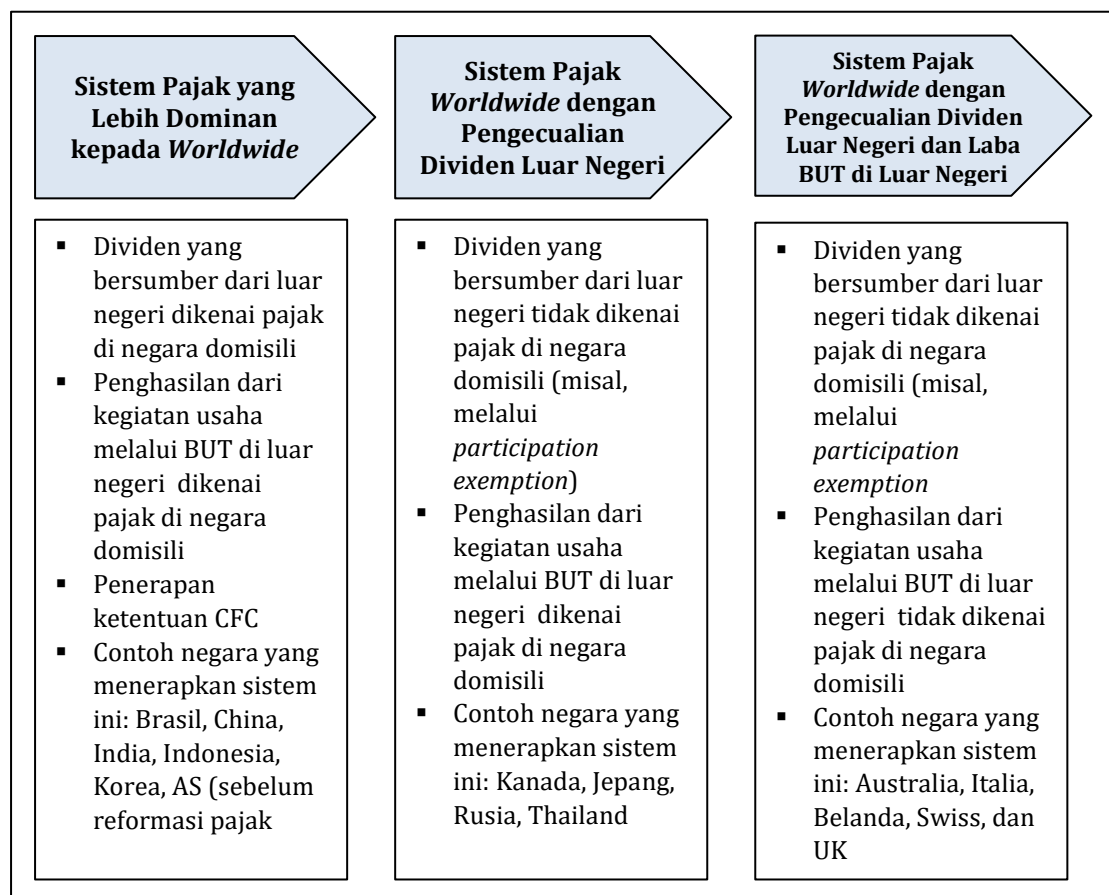 Sistem Pajak yang
Lebih Dominan
kepada Worldwide
Sistem Pajak
Worldwide dengan
Pengecualian
Dividen Luar Negeri
Sistem Pajak
Worldwide dengan
Pengecualian Dividen
Luar Negeri dan Laba
BUT di Luar Negeri
▪ Dividen yang
bersumber dari luar
negeri dikenai pajak
di negara domisili
▪ Penghasilan dari
kegiatan usaha
melalui BUT di luar
negeri dikenai
pajak di negara
domisili
▪ Penerapan
ketentuan CFC
▪ Contoh negara yang
menerapkan sistem
ini: Brasil, China,
India, Indonesia,
Korea, AS (sebelum
reformasi pajak
▪ Dividen yang
bersumber dari luar
negeri tidak dikenai
pajak di negara
domisili (misal,
melalui
participation
exemption)
▪ Penghasilan dari
kegiatan usaha
melalui BUT di luar
negeri dikenai
pajak di negara
domisili
▪ Contoh negara yang
menerapkan sistem
ini: Kanada, Jepang,
Rusia, Thailand
▪ Dividen yang
bersumber dari luar
negeri tidak dikenai
pajak di negara
domisili (misal,
melalui
participation
exemption
▪ Penghasilan dari
kegiatan usaha
melalui BUT di luar
negeri tidak dikenai
pajak di negara
domisili
▪ Contoh negara yang
menerapkan sistem
ini: Australia, Italia,
Belanda, Swiss, dan
UK